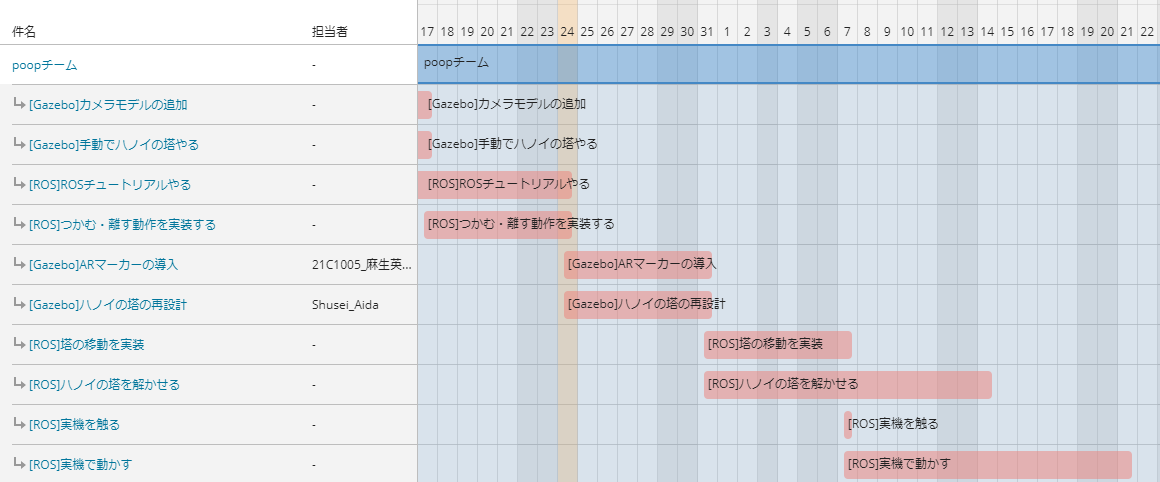 件名 担当者 17 18 19 20 21 22 23 24 25 26 27 28 29 30 31 1 2 3 4 5 6 7 8 9 10 11 12 13 14 15 16 17 18 19 20 21 22
poopチーム - poopチーム
[Gazebo]カメラモデルの追加 - [Gazebo]カメラモデルの追加
[Gazebo]手動でハノイの塔やる - [Gazebo]手動でハノイの塔やる
[ROS]ROSチュートリアルやる - [ROS]ROSチュートリアルやる
[ROS]つかむ・離す動作を実装する - [ROS]つかむ・離す動作を実装する
[Gazebo]ARマーカーの導入 21C1005_麻生英... [Gazebo]ARマーカーの導入
[Gazebo]ハノイの塔の再設計 Shusei_Aida [Gazebo]ハノイの塔の再設計
[ROS]塔の移動を実装 - [ROS]塔の移動を実装
[ROS]ハノイの塔を解かせる - [ROS]ハノイの塔を解かせる
[ROS]実機を触る - [ROS]実機を触る
[ROS]実機で動かす - [ROS]実機で動かす